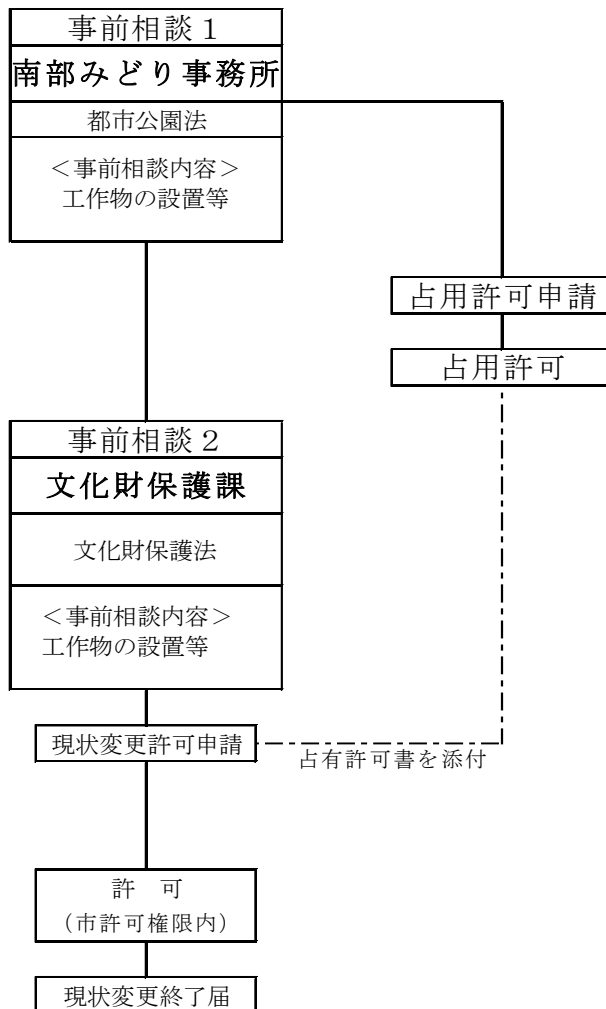 事前相談１
南部みどり事務所
都市公園法
＜事前相談内容＞
工作物の設置等
占用許可申請
占用許可
事前相談２
文化財保護課
文化財保護法
＜事前相談内容＞
工作物の設置等
現状変更許可申請
占有許可書を添付
許　可
（市許可権限内）
現状変更終了届